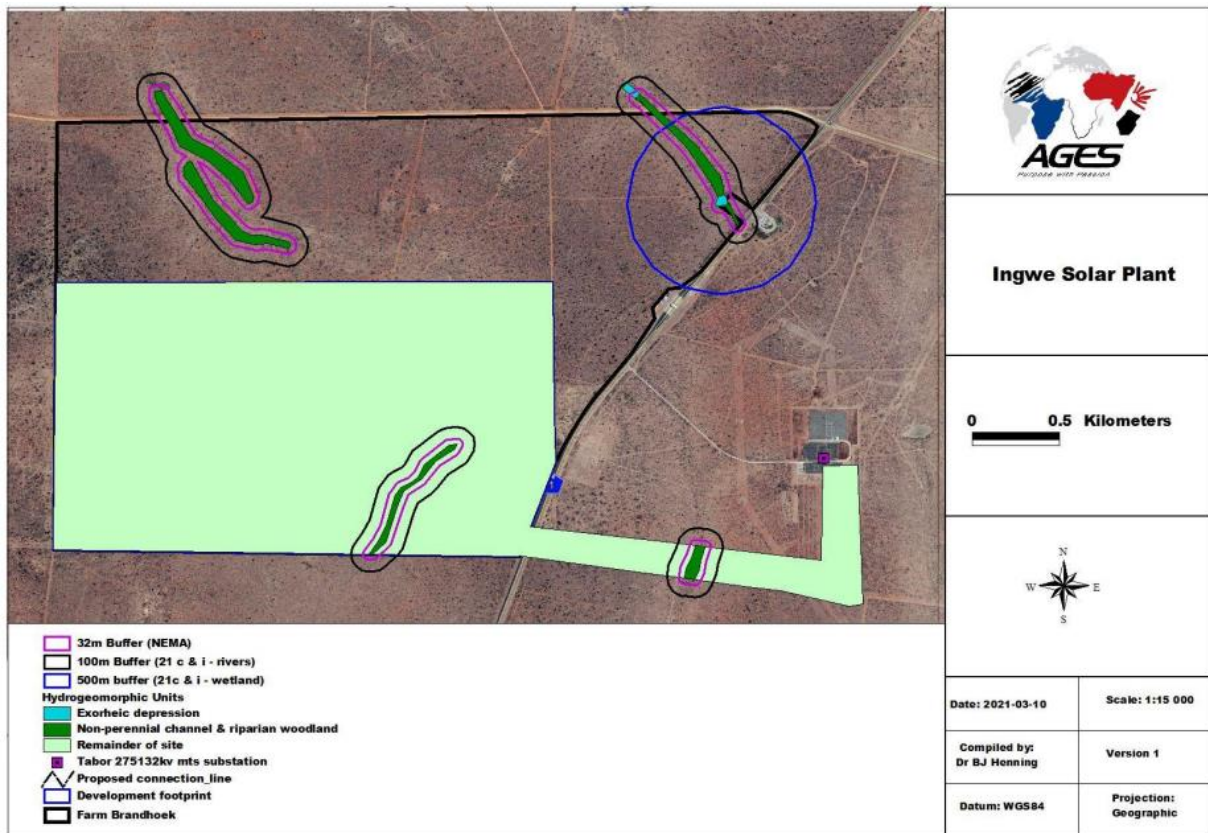 AGES
PURPOSE WITH PASSION
Ingwe Solar Plant
0 0.5 Kilometers
N
W E
S
Date: 2021-03-10
Scale: 1:15 000
Compiled by:
Dr BJ Henning
Version 1
Datum: WGS84
Projection:
Geographic
32m Buffer (NEMA)
100m Buffer (21 c & i - rivers)
500m buffer (21c & i - wetland)
Hydrogeomorphic Units
Exorheic depression
Non-perennial channel & riparian woodland
Remainder of site
Tabor 275132kv mts substation
Proposed connection_line
Development footprint
Farm Brandhoek